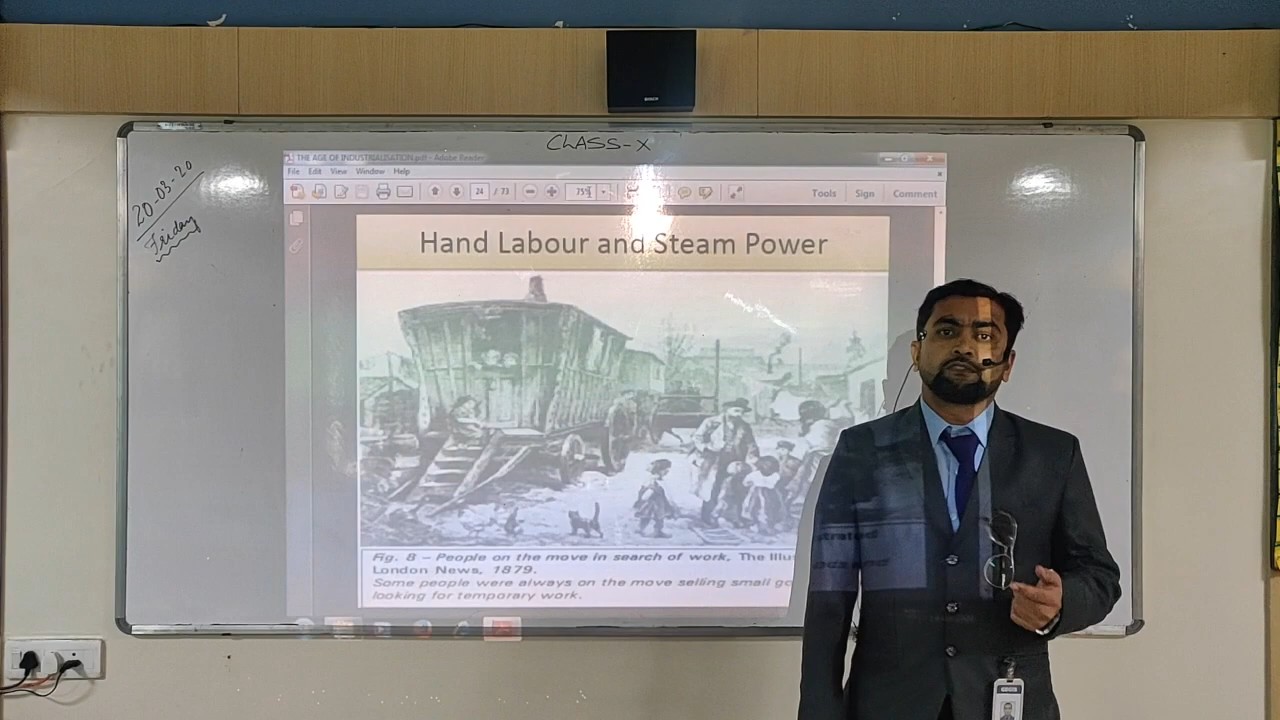 CLASS-X
20-03-20
Friday
THE AGE OF INDUSTRIALISATION.pdf - Adobe Reader
File Edit View Window Help
24 / 73 75%
Tools Sign Comment
Hand Labour and Steam Power
Fig. 8 – People on the move in search of work, The
London News, 1879.
Some people were always on the move selling small
looking for temporary work.